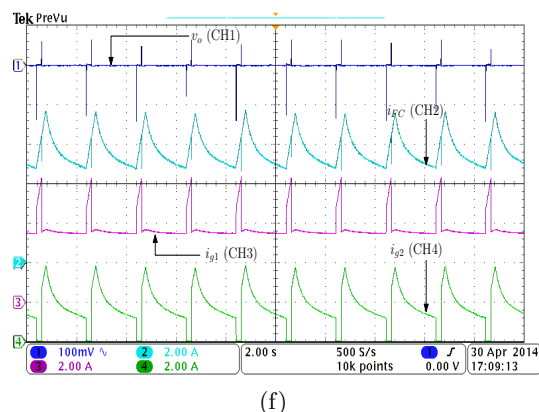 Tek PreVu
v_o (CH1)
1
i_FC (CH2)
i_g1 (CH3)
i_g2 (CH4)
2
3
4
1 100mV ∿ 2 2.00 A
3 2.00 A 4 2.00 A
2.00 s
500 S/s
10k points
1 ʃ
0.00 V
30 Apr 2014
17:09:13
(f)